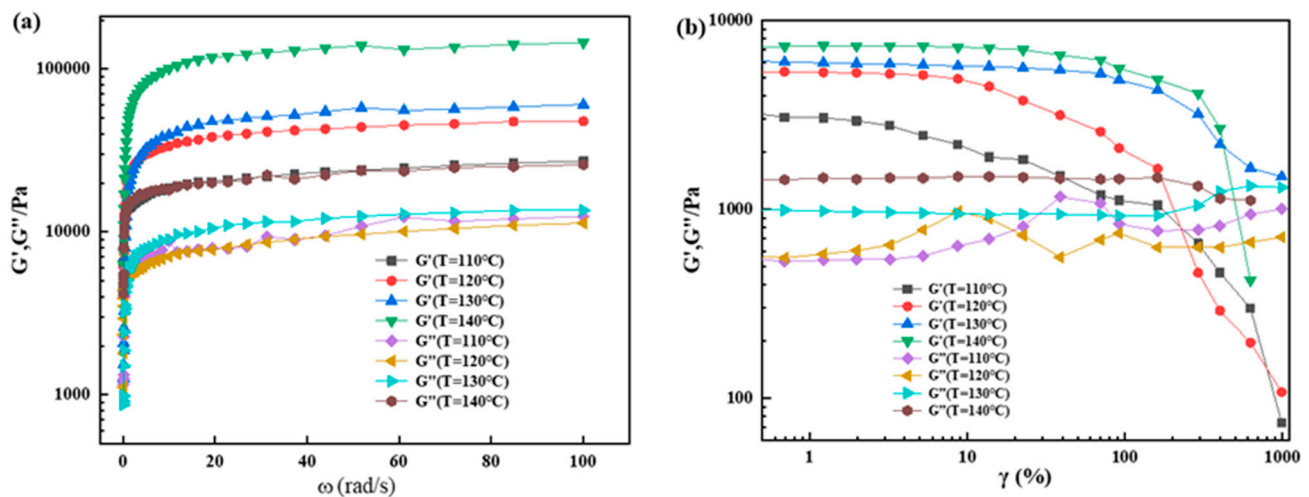 (a)
G',G''/Pa
100000
10000
1000
0
20
40
60
80
100
ω (rad/s)
G'(T=110℃)
G'(T=120℃)
G'(T=130℃)
G'(T=140℃)
G''(T=110℃)
G''(T=120℃)
G''(T=130℃)
G''(T=140℃)
(b)
G',G''/Pa
10000
1000
100
1
10
100
1000
γ (%)
G'(T=110℃)
G'(T=120℃)
G'(T=130℃)
G'(T=140℃)
G''(T=110℃)
G''(T=120℃)
G''(T=130℃)
G''(T=140℃)